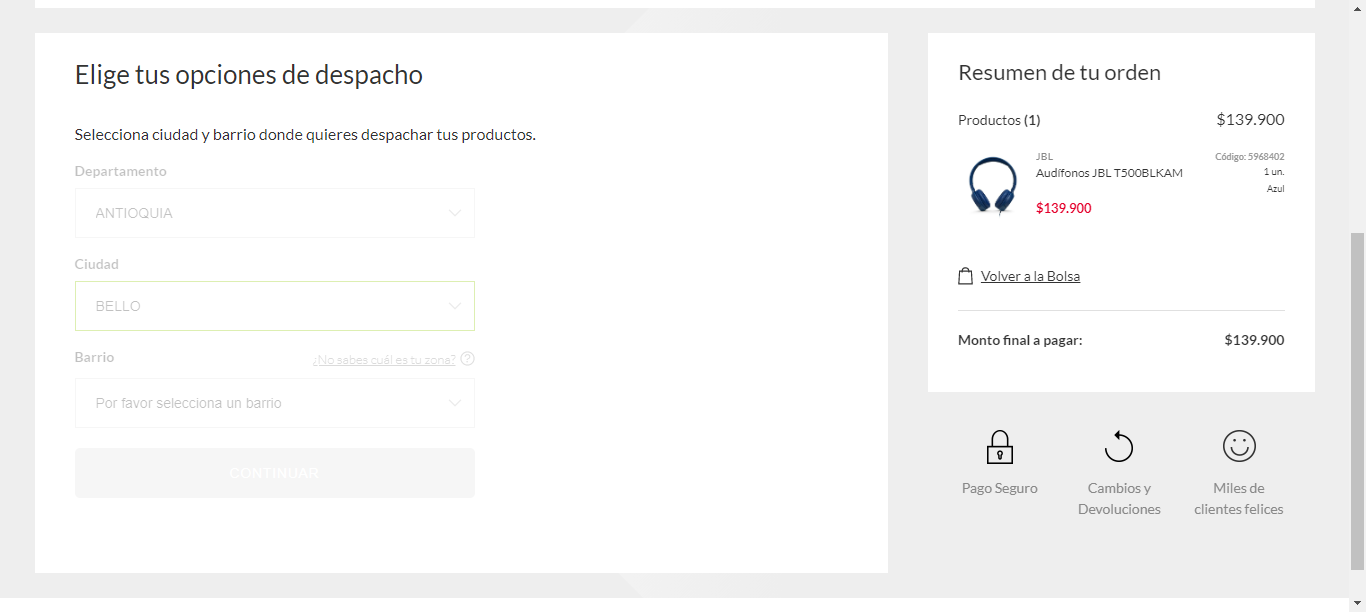 Elige tus opciones de despacho
Selecciona ciudad y barrio donde quieres despachar tus productos.
Departamento
ANTIOQUIA
Ciudad
BELLO
Barrio
¿No sabes cuál es tu zona? ?
Por favor selecciona un barrio
CONTINUAR
Resumen de tu orden
Productos (1) $139.900
JBL Código: 5968402
Audífonos JBL T500BLKAM 1 un.
Azul
$139.900
Volver a la Bolsa
Monto final a pagar: $139.900
Pago Seguro
Cambios y
Devoluciones
Miles de
clientes felices